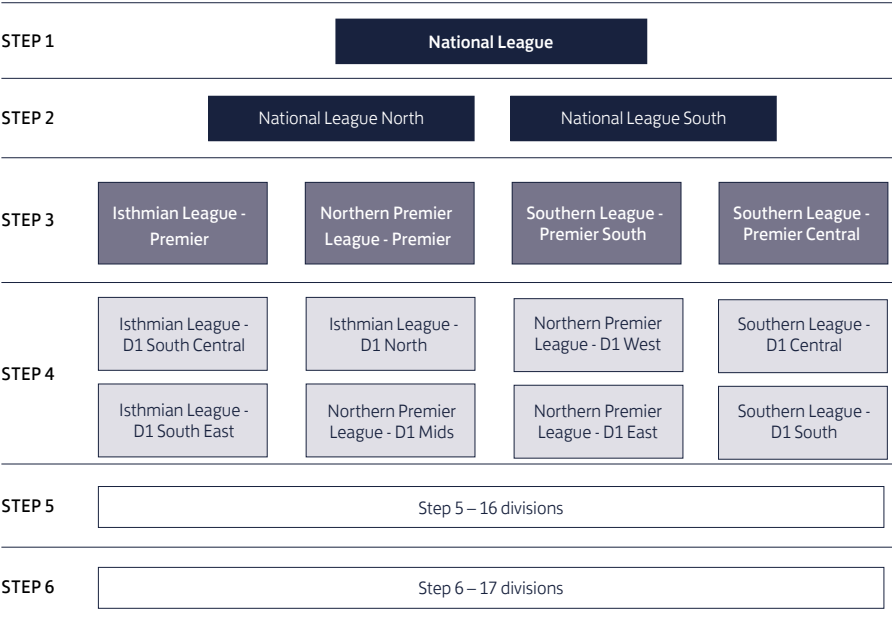 STEP 1
National League
STEP 2
National League North
National League South
STEP 3
Isthmian League -
Premier
Northern Premier
League - Premier
Southern League -
Premier South
Southern League -
Premier Central
STEP 4
Isthmian League -
D1 South Central
Isthmian League -
D1 North
Northern Premier
League - D1 West
Southern League -
D1 Central
Isthmian League -
D1 South East
Northern Premier
League - D1 Mids
Northern Premier
League - D1 East
Southern League -
D1 South
STEP 5
Step 5 – 16 divisions
STEP 6
Step 6 – 17 divisions